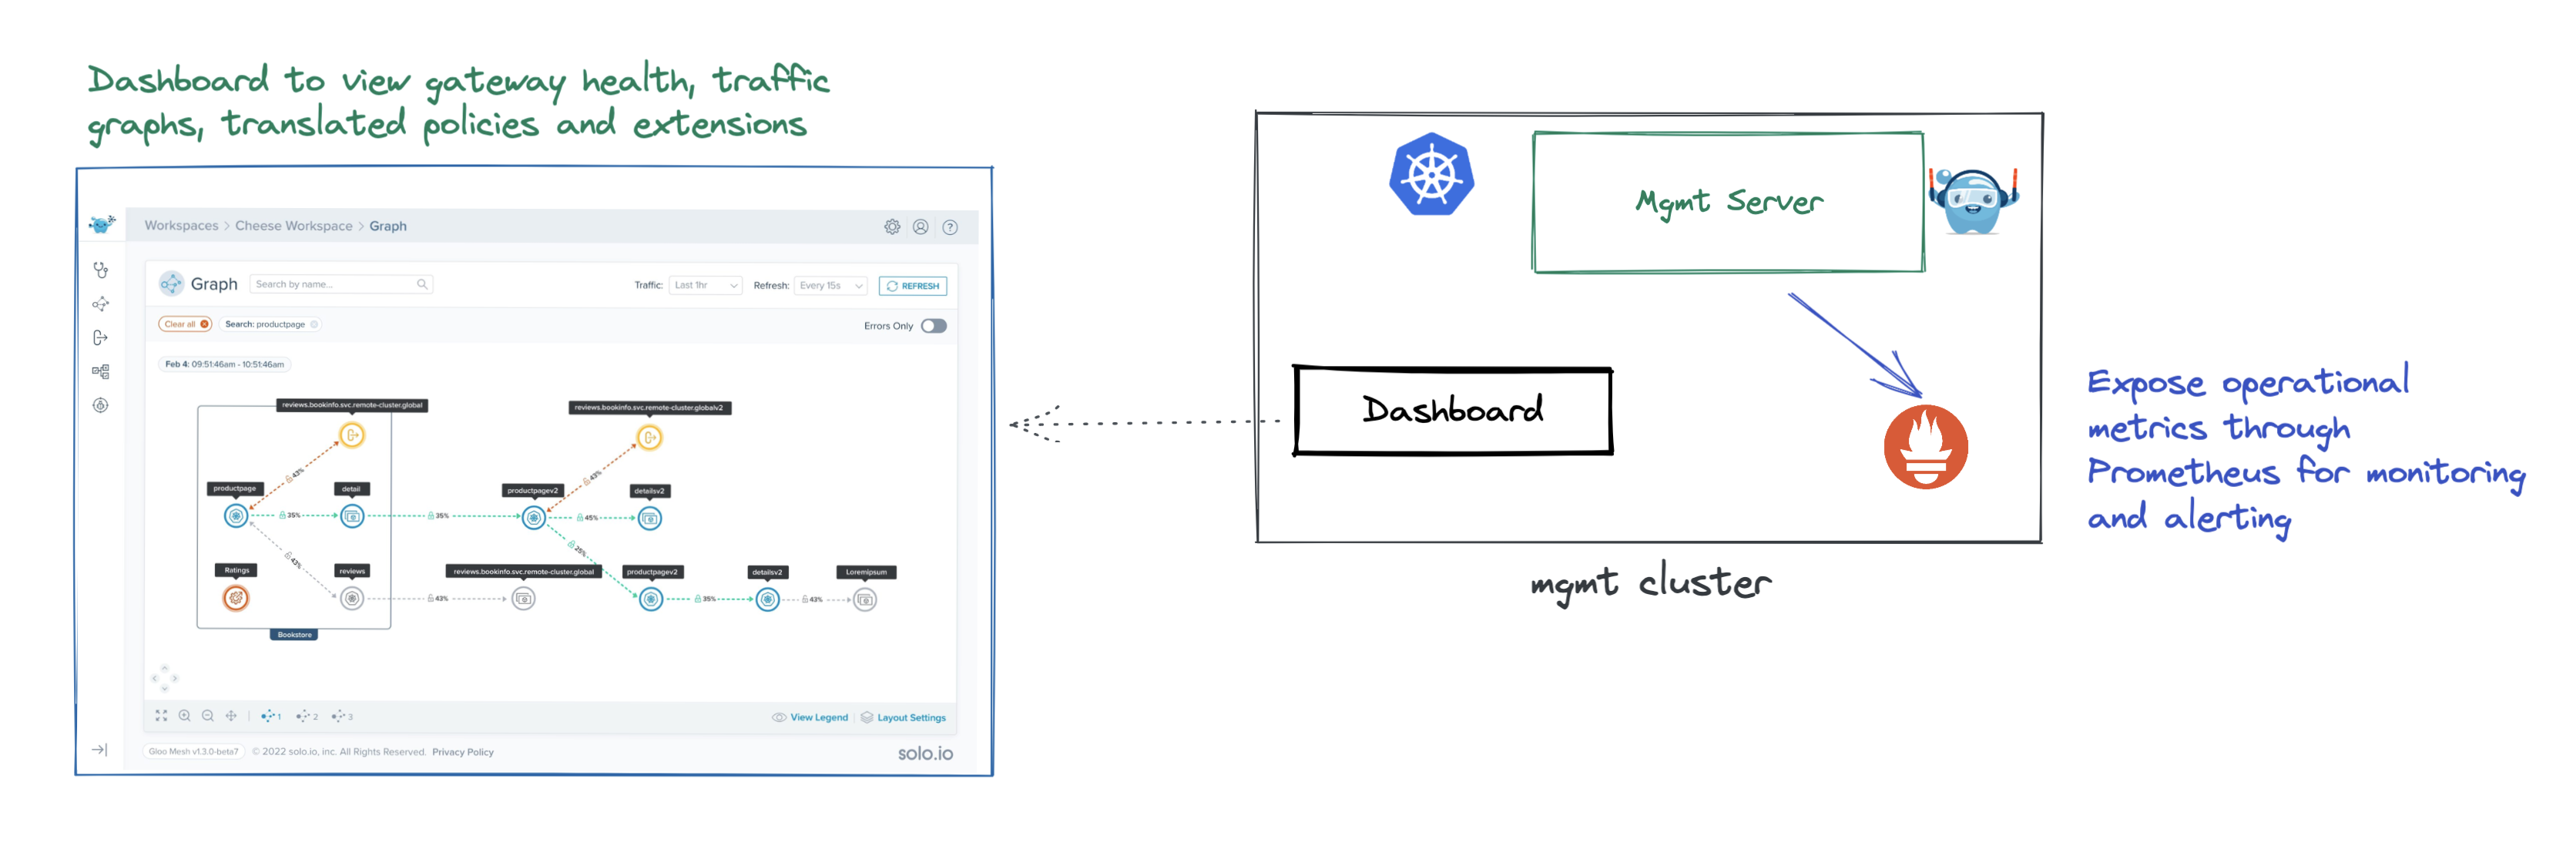 Dashboard to view gateway health, traffic
graphs, translated policies and extensions
Workspaces > Cheese Workspace > Graph
Graph
Search by name...
Traffic:
Last 1hr
Refresh:
Every 15s
REFRESH
Clear all
Search: productpage
Errors Only
Feb 4: 09:51:46am - 10:51:46am
reviews.bookinfo.svc.remote-cluster.global
reviews.bookinfo.svc.remote-cluster.globalv2
43%
43%
productpage
detail
productpagev2
detailsv2
35%
35%
45%
43%
25%
Ratings
reviews
reviews.bookinfo.svc.remote-cluster.global
productpagev2
detailsv2
Loremipsum
43%
35%
43%
Bookstore
1
2
3
View Legend
Layout Settings
Gloo Mesh v1.3.0-beta7
© 2022 solo.io, inc. All Rights Reserved. Privacy Policy
solo.io
Mgmt Server
Dashboard
mgmt cluster
Expose operational
metrics through
Prometheus for monitoring
and alerting